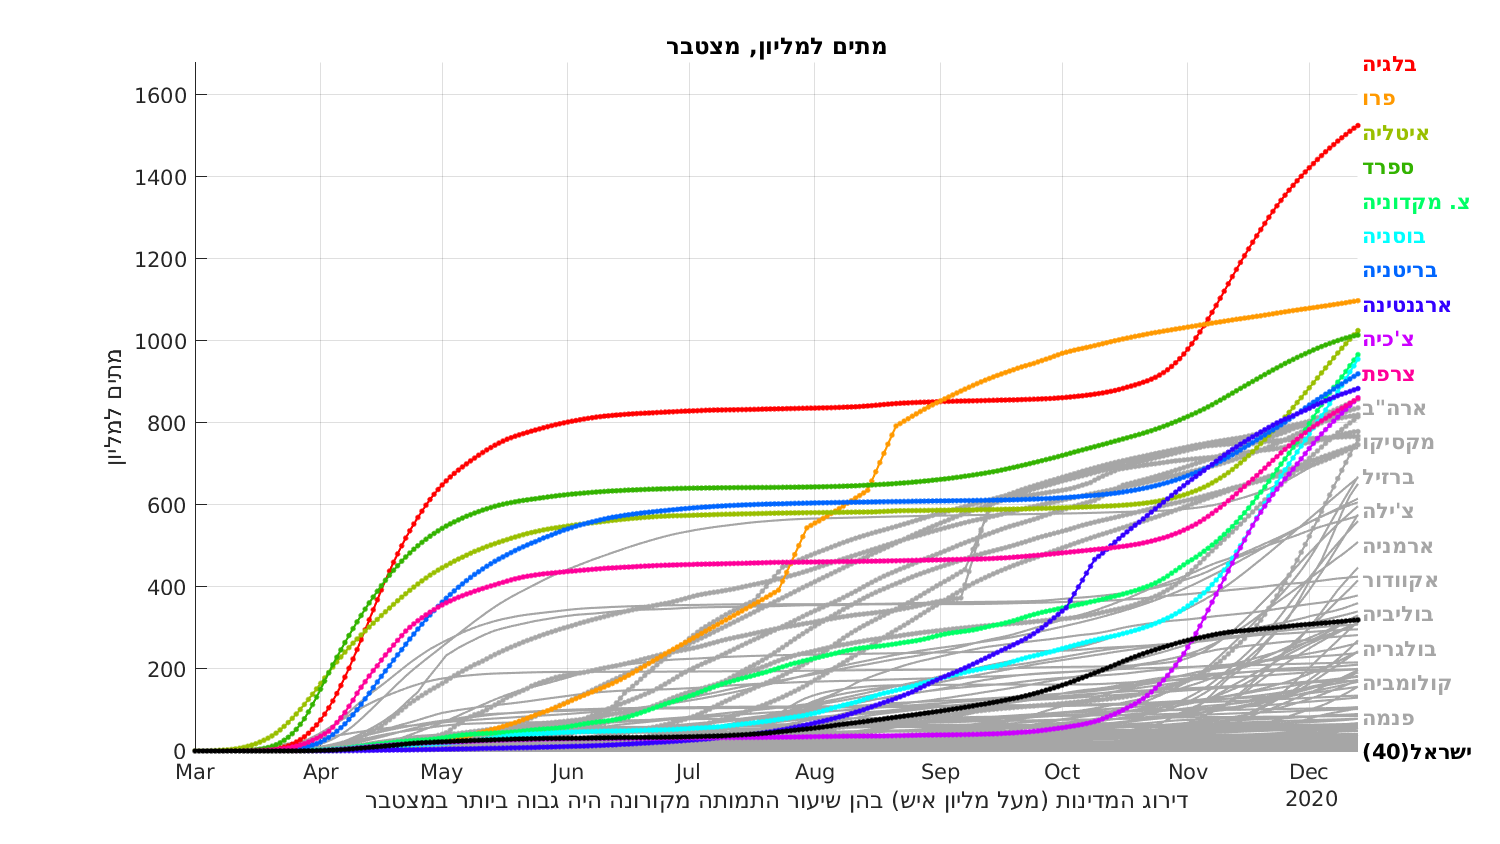 מתים למליון, מצטבר
מתים למליון
1600
1400
1200
1000
800
600
400
200
0
Mar Apr May Jun Jul Aug Sep Oct Nov Dec
2020
דירוג המדינות (מעל מליון איש) בהן שיעור התמותה מקורונה היה גבוה ביותר במצטבר
בלגיה
פרו
איטליה
ספרד
צ. מקדוניה
בוסניה
בריטניה
ארגנטינה
צ'כיה
צרפת
ארה"ב
מקסיקו
ברזיל
צ'ילה
ארמניה
אקוודור
בוליביה
בולגריה
קולומביה
פנמה
ישראל(40)